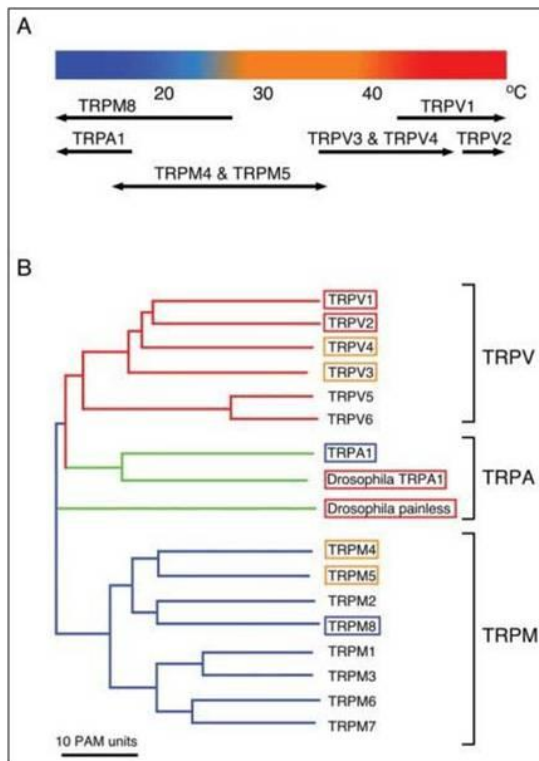 A
20 30 40 ºC
TRPM8 TRPV1
TRPA1 TRPV3 & TRPV4 TRPV2
TRPM4 & TRPM5
B
TRPV1
TRPV2
TRPV4
TRPV
TRPV3
TRPV5
TRPV6
TRPA1
Drosophila TRPA1
TRPA
Drosophila painless
TRPM4
TRPM5
TRPM2
TRPM8
TRPM
TRPM1
TRPM3
TRPM6
TRPM7
10 PAM units